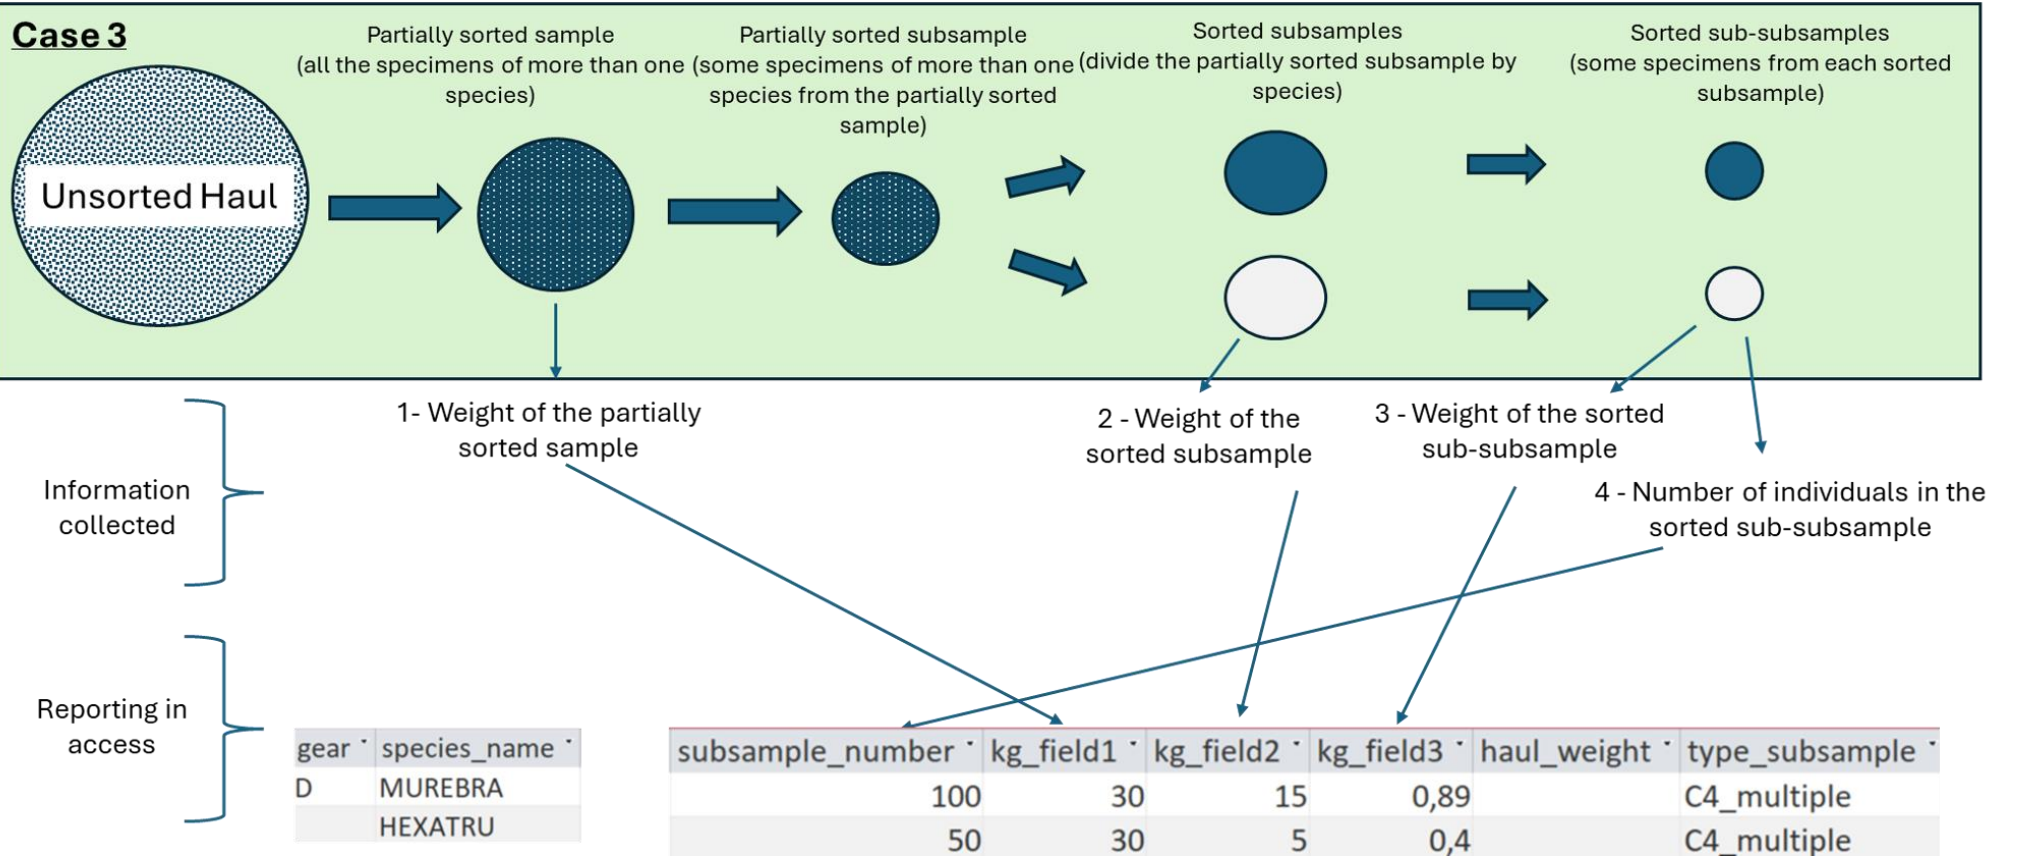 Case 3
Partially sorted sample
(all the specimens of more than one
species)
Partially sorted subsample
(some specimens of more than one
species from the partially sorted
sample)
Sorted subsamples
(divide the partially sorted subsample by
species)
Sorted sub-subsamples
(some specimens from each sorted
subsample)
Unsorted Haul
Information
collected
1- Weight of the partially
sorted sample
2 - Weight of the
sorted subsample
3 - Weight of the sorted
sub-subsample
4 - Number of individuals in the
sorted sub-subsample
Reporting in
access
gear species_name
D MUREBRA
HEXATRU
subsample_number kg_field1 kg_field2 kg_field3 haul_weight type_subsample
100 30 15 0,89 C4_multiple
50 30 5 0,4 C4_multiple